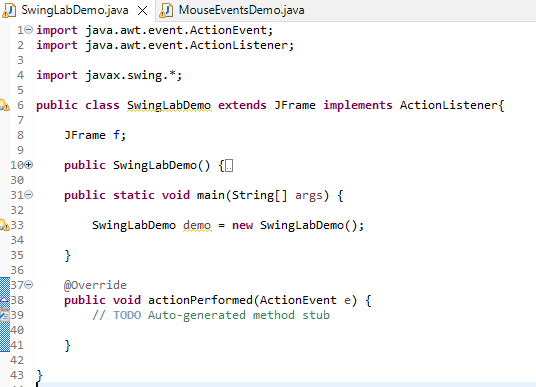 SwingLabDemo.java MouseEventsDemo.java
1 import java.awt.event.ActionEvent;
2 import java.awt.event.ActionListener;
3
4 import javax.swing.*;
5
6 public class SwingLabDemo extends JFrame implements ActionListener{
7
8 JFrame f;
9
10 public SwingLabDemo() {
30
31 public static void main(String[] args) {
32
33 SwingLabDemo demo = new SwingLabDemo();
34
35 }
36
37 @Override
38 public void actionPerformed(ActionEvent e) {
39 // TODO Auto-generated method stub
40
41 }
42
43 }